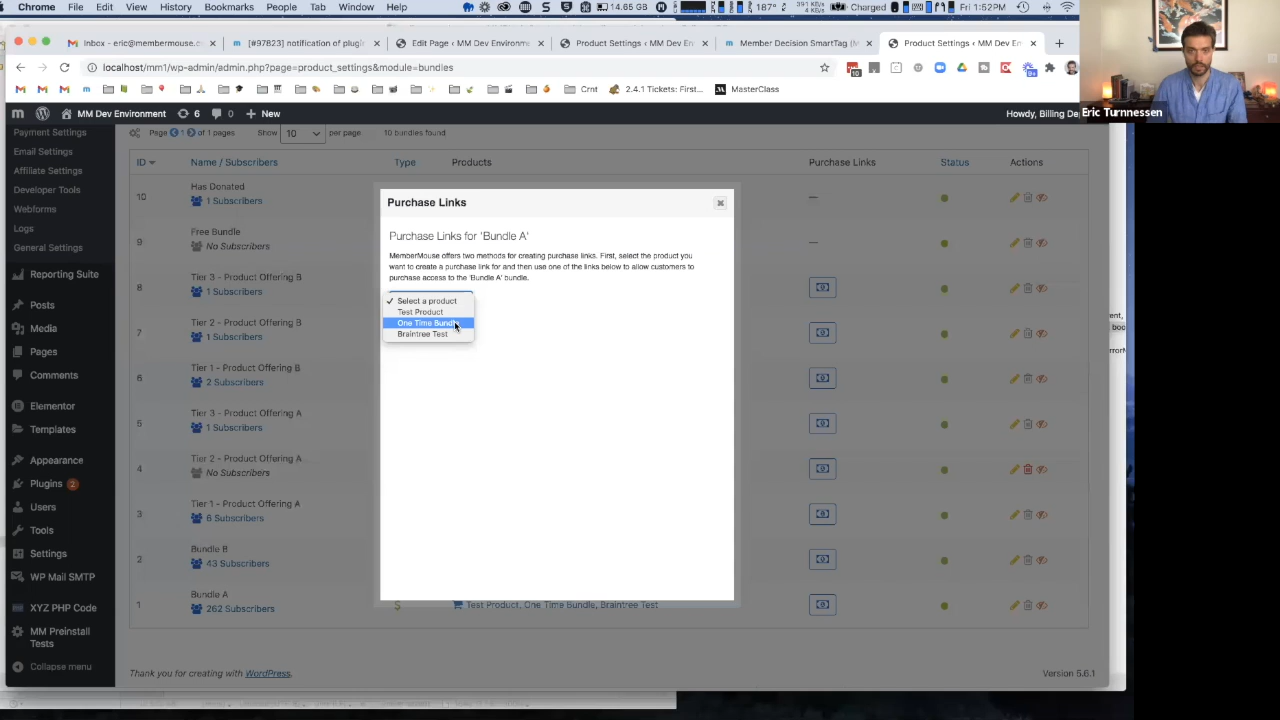 Chrome File Edit View History Bookmarks People Tab Window Help 14.65 GB 187° Charged Fri 1:52PM
Inbox - eric@membermouse.c
[#97823] notification of plug
Edit Page ‹ MM Dev Environme
Product Settings ‹ MM Dev En
Member Decision SmartTag (M
Product Settings ‹ MM Dev En
localhost/mm1/wp-admin/admin.php?page=product_settings&module=bundles
Crnt 2.4.1 Tickets: First... MasterClass
Eric Turnnessen
MM Dev Environment 6 0 New Howdy, Billing De
Payment Settings
Email Settings
Affiliate Settings
Developer Tools
Webforms
Logs
General Settings
Reporting Suite
Posts
Media
Pages
Comments
Elementor
Templates
Appearance
Plugins 2
Users
Tools
Settings
WP Mail SMTP
XYZ PHP Code
MM Preinstall
Tests
Collapse menu
Page 1 of 1 pages Show 10 per page 10 bundles found
ID Name / Subscribers Type Products Purchase Links Status Actions
10 Has Donated —
1 Subscribers
9 Free Bundle —
No Subscribers
8 Tier 3 - Product Offering B
1 Subscribers
7 Tier 2 - Product Offering B
1 Subscribers
6 Tier 1 - Product Offering B
2 Subscribers
5 Tier 3 - Product Offering A
1 Subscribers
4 Tier 2 - Product Offering A
No Subscribers
3 Tier 1 - Product Offering A
6 Subscribers
2 Bundle B
43 Subscribers
1 Bundle A
262 Subscribers $ Test Product, One Time Bundle, Braintree Test
Purchase Links
Purchase Links for 'Bundle A'
MemberMouse offers two methods for creating purchase links. First, select the product you
want to create a purchase link for and then use one of the links below to allow customers to
purchase access to the 'Bundle A' bundle.
✓ Select a product
Test Product
One Time Bundle
Braintree Test
Thank you for creating with WordPress. Version 5.6.1